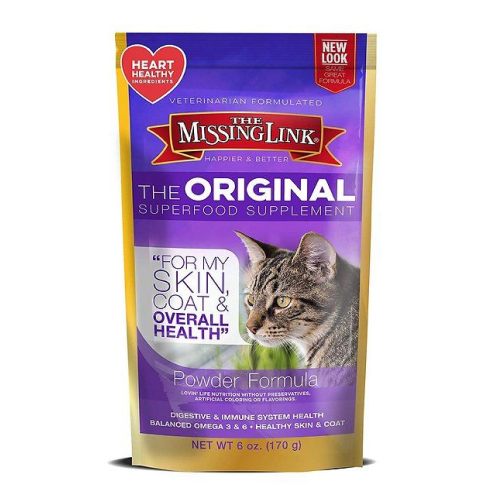 HEART
HEALTHY
INGREDIENTS
NEW
LOOK
SAME
GREAT
FORMULA
VETERINARIAN FORMULATED
THE
MISSING LINK®
HAPPIER & BETTER
THE ORIGINAL
SUPERFOOD SUPPLEMENT
"FOR MY
SKIN,
COAT &
OVERALL
HEALTH"
Powder Formula
LOVIN' LIFE NUTRITION WITHOUT PRESERVATIVES,
ARTIFICIAL COLORING OR FLAVORINGS.
DIGESTIVE & IMMUNE SYSTEM HEALTH
BALANCED OMEGA 3 & 6 • HEALTHY SKIN & COAT
NET WT 6 oz. (170 g)